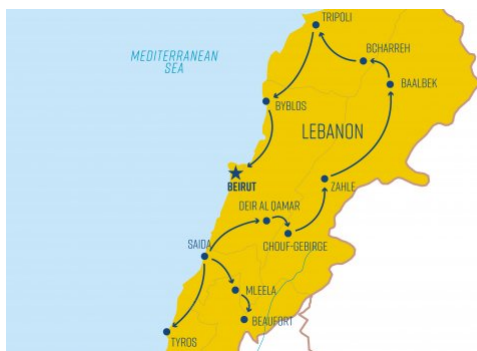 TRIPOLI
MEDITERRANEAN
SEA
BCHARREH
BAALBEK
BYBLOS
LEBANON
BEIRUT
ZAHLE
DEIR AL QAMAR
CHOUF-GEBIRGE
SAIDA
MLEELA
BEAUFORT
TYROS